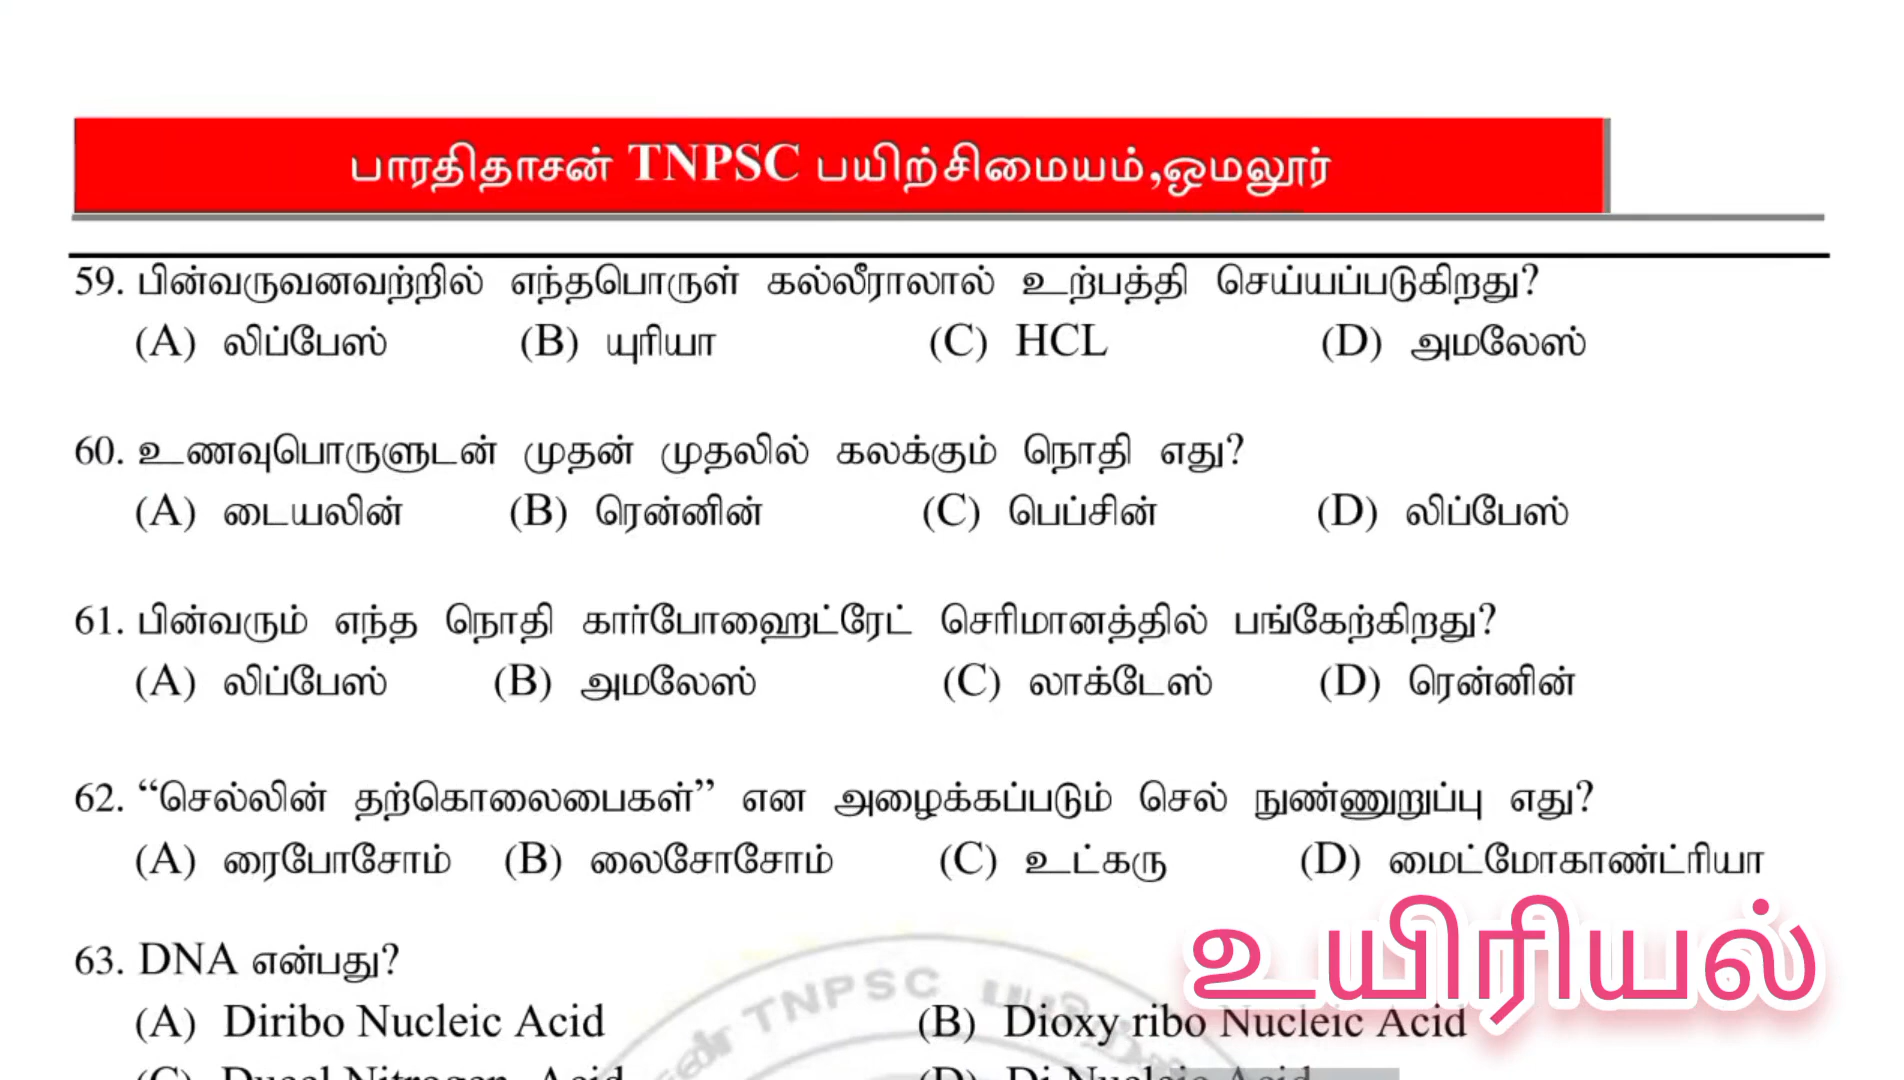 பாரதிதாசன் TNPSC பயிற்சிமையம்,ஓமலூர்
59. பின்வருவனவற்றில் எந்தபொருள் கல்லீராலால் உற்பத்தி செய்யப்படுகிறது?
(A) லிப்பேஸ் (B) யுரியா (C) HCL (D) அமலேஸ்
60. உணவுபொருளுடன் முதன் முதலில் கலக்கும் நொதி எது?
(A) டையலின் (B) ரென்னின் (C) பெப்சின் (D) லிப்பேஸ்
61. பின்வரும் எந்த நொதி கார்போஹைட்ரேட் செரிமானத்தில் பங்கேற்கிறது?
(A) லிப்பேஸ் (B) அமலேஸ் (C) லாக்டேஸ் (D) ரென்னின்
62. “செல்லின் தற்கொலைபைகள்” என அழைக்கப்படும் செல் நுண்ணுறுப்பு எது?
(A) ரைபோசோம் (B) லைசோசோம் (C) உட்கரு (D) மைட்மோகாண்ட்ரியா
உயிரியல்
63. DNA என்பது?
TNPSC
(A) Diribo Nucleic Acid (B) Dioxy ribo Nucleic Acid